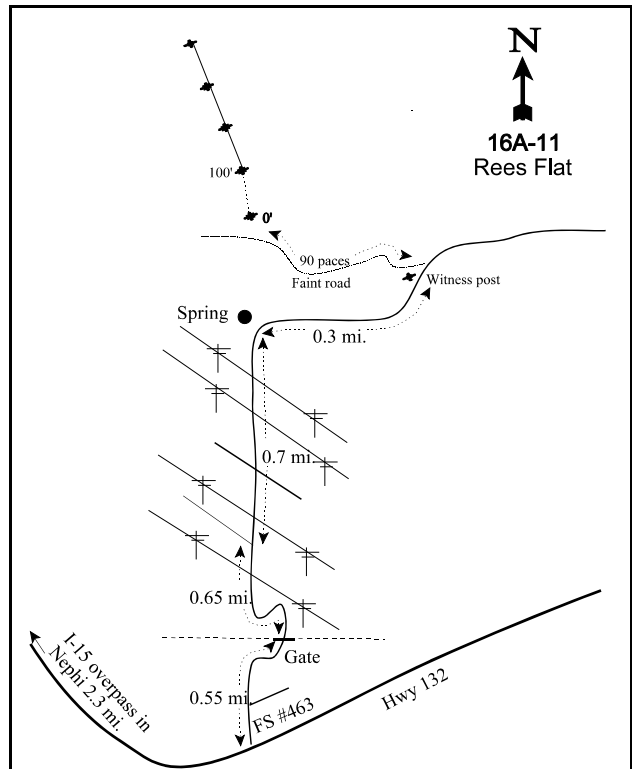 N
16A-11
Rees Flat
100'
0'
90 paces
Faint road
Witness post
Spring
0.3 mi.
0.7 mi.
0.65 mi.
Gate
I-15 overpass in
Nephi 2.3 mi.
0.55 mi.
FS #463
Hwy 132